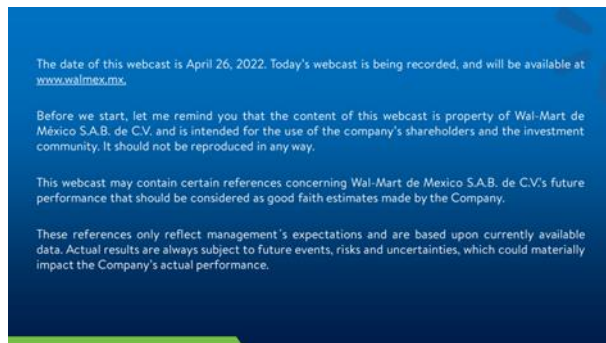 The date of this webcast is April 26, 2022. Today's webcast is being recorded, and will be available at
www.walmex.mx.
Before we start, let me remind you that the content of this webcast is property of Wal-Mart de
México S.A.B. de C.V. and is intended for the use of the company's shareholders and the investment
community. It should not be reproduced in any way.
This webcast may contain certain references concerning Wal-Mart de Mexico S.A.B. de C.V.'s future
performance that should be considered as good faith estimates made by the Company.
These references only reflect management´s expectations and are based upon currently available
data. Actual results are always subject to future events, risks and uncertainties, which could materially
impact the Company's actual performance.